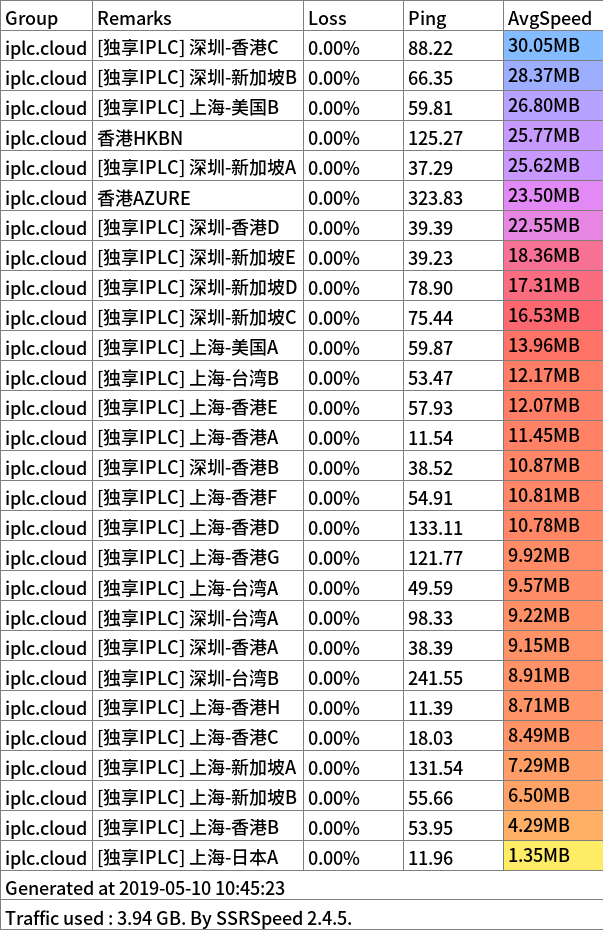 Group Remarks Loss Ping AvgSpeed
iplc.cloud [独享IPLC] 深圳-香港C 0.00% 88.22 30.05MB
iplc.cloud [独享IPLC] 深圳-新加坡B 0.00% 66.35 28.37MB
iplc.cloud [独享IPLC] 上海-美国B 0.00% 59.81 26.80MB
iplc.cloud 香港HKBN 0.00% 125.27 25.77MB
iplc.cloud [独享IPLC] 深圳-新加坡A 0.00% 37.29 25.62MB
iplc.cloud 香港AZURE 0.00% 323.83 23.50MB
iplc.cloud [独享IPLC] 深圳-香港D 0.00% 39.39 22.55MB
iplc.cloud [独享IPLC] 深圳-新加坡E 0.00% 39.23 18.36MB
iplc.cloud [独享IPLC] 深圳-新加坡D 0.00% 78.90 17.31MB
iplc.cloud [独享IPLC] 深圳-新加坡C 0.00% 75.44 16.53MB
iplc.cloud [独享IPLC] 上海-美国A 0.00% 59.87 13.96MB
iplc.cloud [独享IPLC] 上海-台湾B 0.00% 53.47 12.17MB
iplc.cloud [独享IPLC] 上海-香港E 0.00% 57.93 12.07MB
iplc.cloud [独享IPLC] 上海-香港A 0.00% 11.54 11.45MB
iplc.cloud [独享IPLC] 深圳-香港B 0.00% 38.52 10.87MB
iplc.cloud [独享IPLC] 上海-香港F 0.00% 54.91 10.81MB
iplc.cloud [独享IPLC] 上海-香港D 0.00% 133.11 10.78MB
iplc.cloud [独享IPLC] 上海-香港G 0.00% 121.77 9.92MB
iplc.cloud [独享IPLC] 上海-台湾A 0.00% 49.59 9.57MB
iplc.cloud [独享IPLC] 深圳-台湾A 0.00% 98.33 9.22MB
iplc.cloud [独享IPLC] 深圳-香港A 0.00% 38.39 9.15MB
iplc.cloud [独享IPLC] 深圳-台湾B 0.00% 241.55 8.91MB
iplc.cloud [独享IPLC] 上海-香港H 0.00% 11.39 8.71MB
iplc.cloud [独享IPLC] 上海-香港C 0.00% 18.03 8.49MB
iplc.cloud [独享IPLC] 上海-新加坡A 0.00% 131.54 7.29MB
iplc.cloud [独享IPLC] 上海-新加坡B 0.00% 55.66 6.50MB
iplc.cloud [独享IPLC] 上海-香港B 0.00% 53.95 4.29MB
iplc.cloud [独享IPLC] 上海-日本A 0.00% 11.96 1.35MB
Generated at 2019-05-10 10:45:23
Traffic used : 3.94 GB. By SSRSpeed 2.4.5.